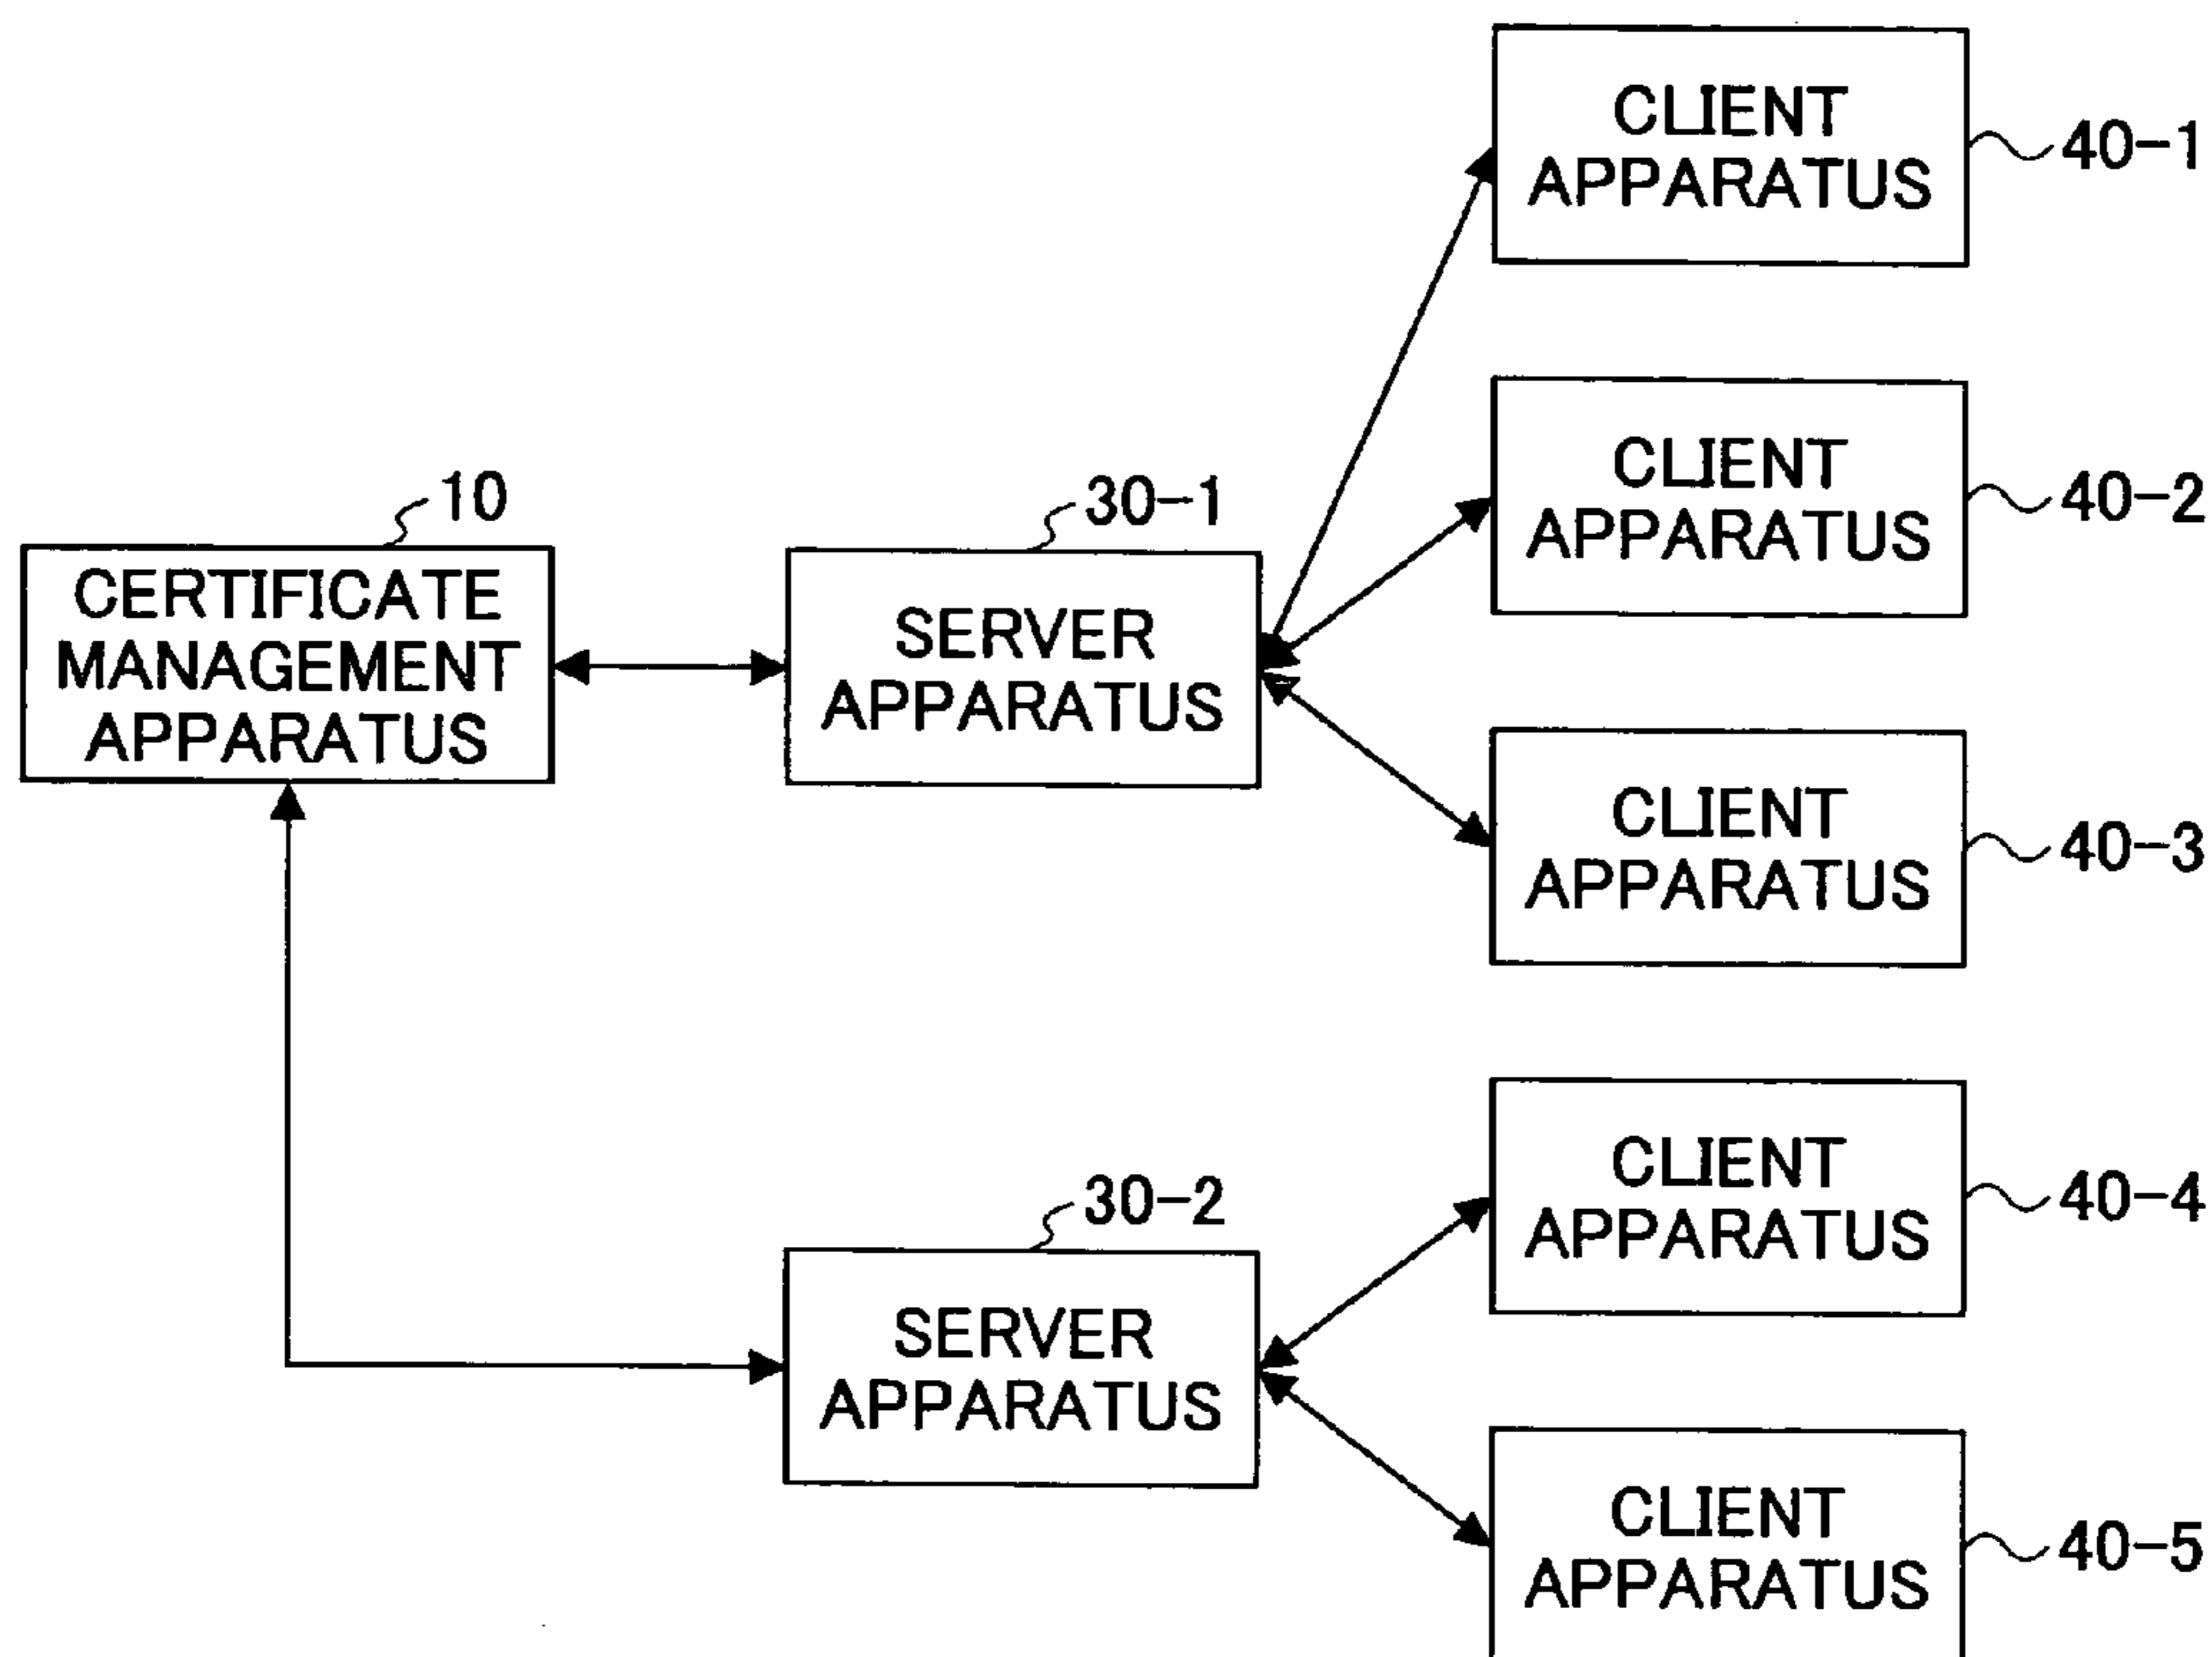 CLIENT
APPARATUS
40-1
CLIENT
APPARATUS
40-2
10
30-1
CERTIFICATE
MANAGEMENT
APPARATUS
SERVER
APPARATUS
CLIENT
APPARATUS
40-3
CLIENT
APPARATUS
40-4
30-2
SERVER
APPARATUS
CLIENT
APPARATUS
40-5